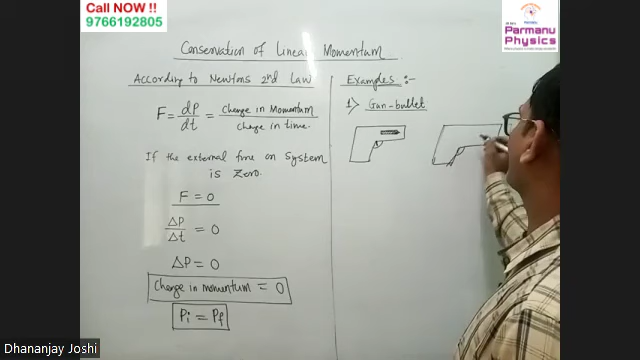 Call NOW !!
9766192805
Parmanu
Physics
Conservation of Linear Momentum
According to Newtons 2nd Law
F = dP/dt = Change in Momentum / Change in time.
If the external force on System
is Zero.
F = 0
ΔP/Δt = 0
ΔP = 0
Change in momentum = 0
Pi = Pf
Examples :-
1) Gun-bullet
Dhananjay Joshi